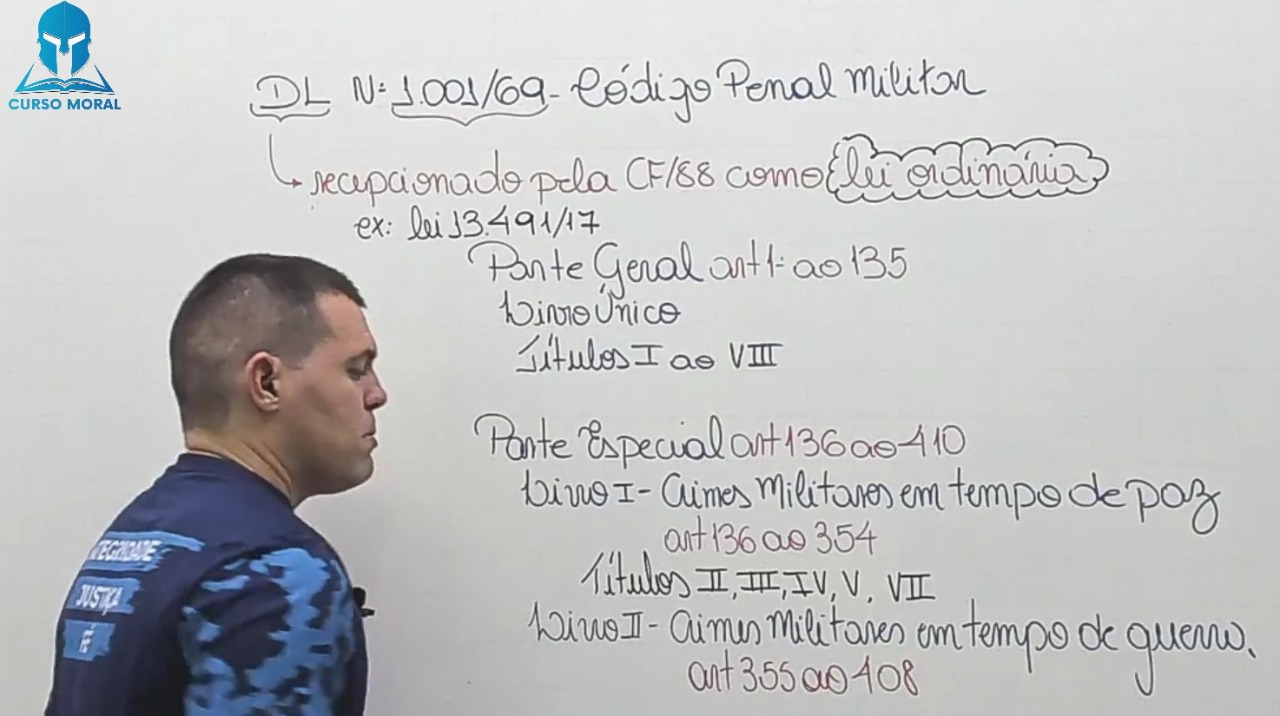 CURSO MORAL
DL Nº 1.001/69 - Código Penal Militar
recepcionado pela CF/88 como lei ordinária
ex: lei 13.491/17
Parte Geral art 1º ao 135
Livro Único
Títulos I ao VIII
Parte Especial art 136 ao 410
Livro I - Crimes Militares em tempo de paz
art 136 ao 354
Títulos II, III, IV, V, VII
Livro II - Crimes Militares em tempo de guerra.
art 355 ao 408
JUSTIÇA
FÉ